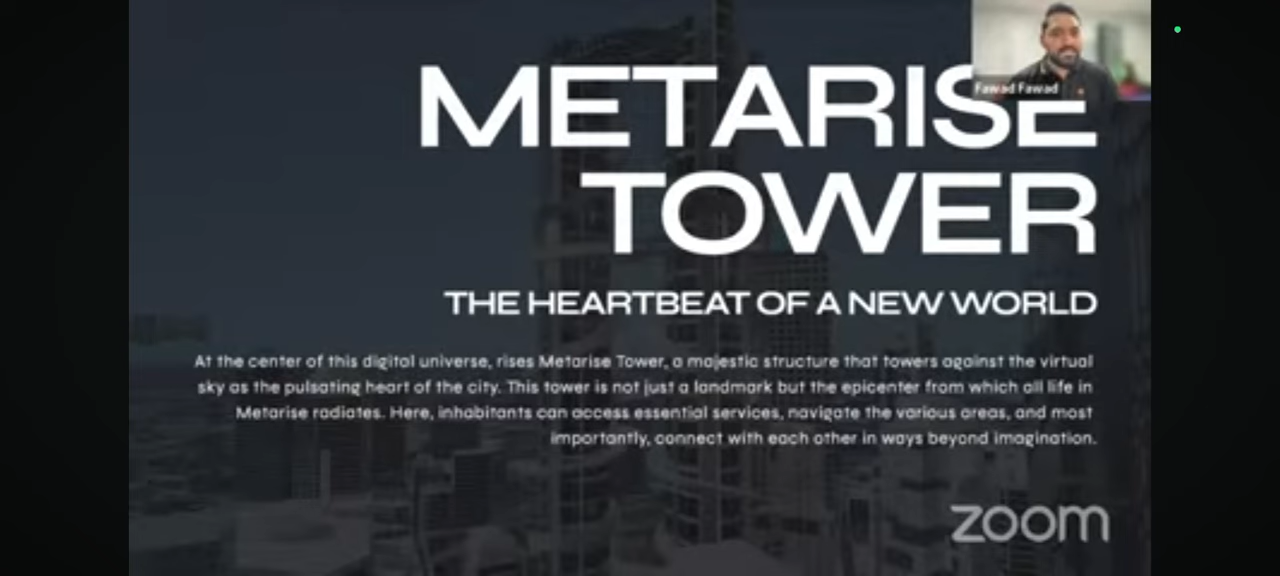 METARISE
TOWER
Fawad Fawad
THE HEARTBEAT OF A NEW WORLD
At the center of this digital universe, rises Metarise Tower, a majestic structure that towers against the virtual
sky as the pulsating heart of the city. This tower is not just a landmark but the epicenter from which all life in
Metarise radiates. Here, inhabitants can access essential services, navigate the various areas, and most
importantly, connect with each other in ways beyond imagination.
zoom